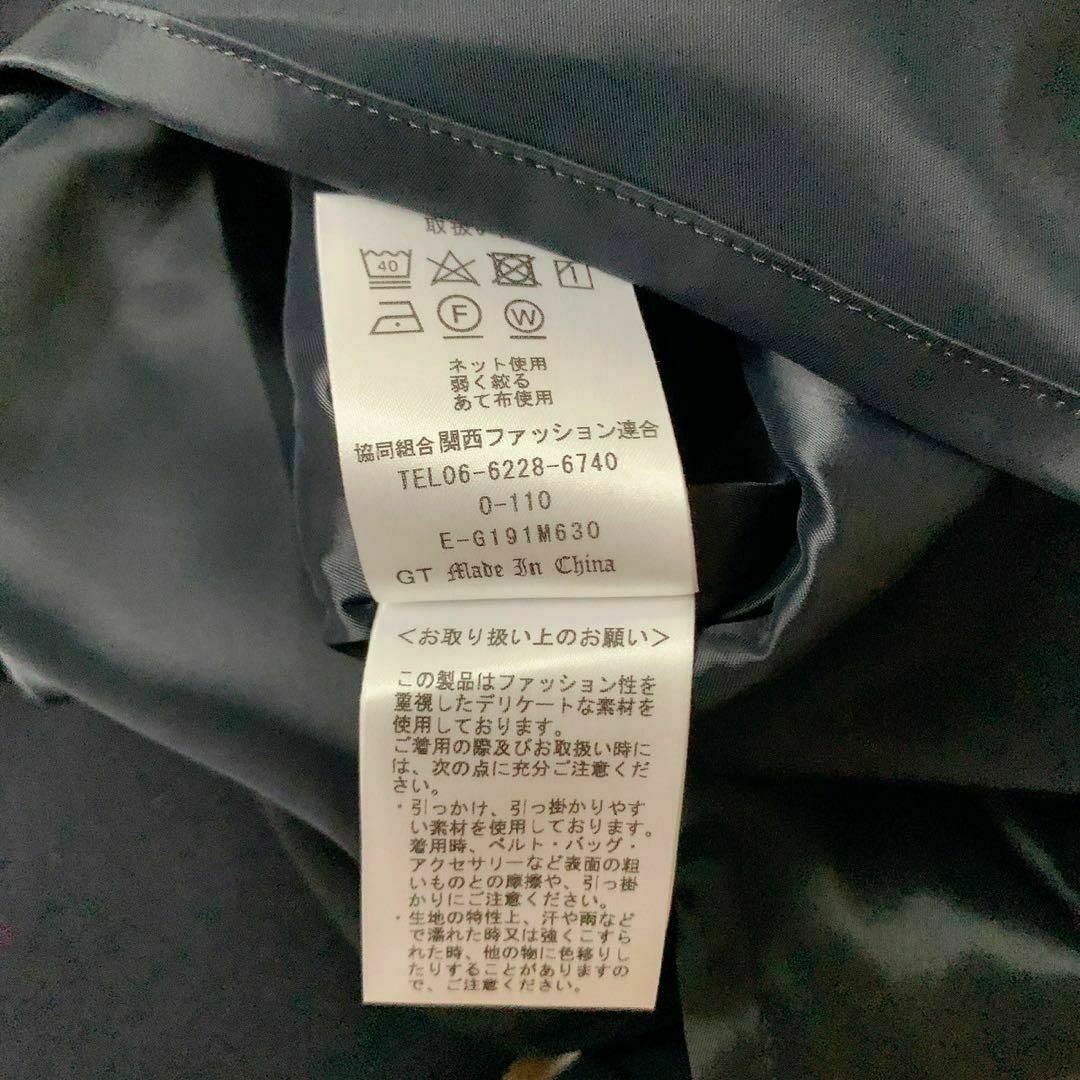 取扱い
40
1
F
W
ネット使用
弱く絞る
あて布使用
協同組合関西ファッション連合
TEL06-6228-6740
0-110
E-G191M630
GT Made In China
＜お取り扱い上のお願い＞
この製品はファッション性を
重視したデリケートな素材を
使用しております。
ご着用の際及びお取扱い時に
は、次の点に充分ご注意くだ
さい。
・引っかけ、引っ掛かりやす
い素材を使用しております。
着用時、ベルト・バッグ・
アクセサリーなど表面の粗
いものとの摩擦や、引っ掛
かりにご注意ください。
・生地の特性上、汗や雨など
で濡れた時又は強くこすら
れた時、他の物に色移りし
たりすることがありますの
で、ご注意ください。